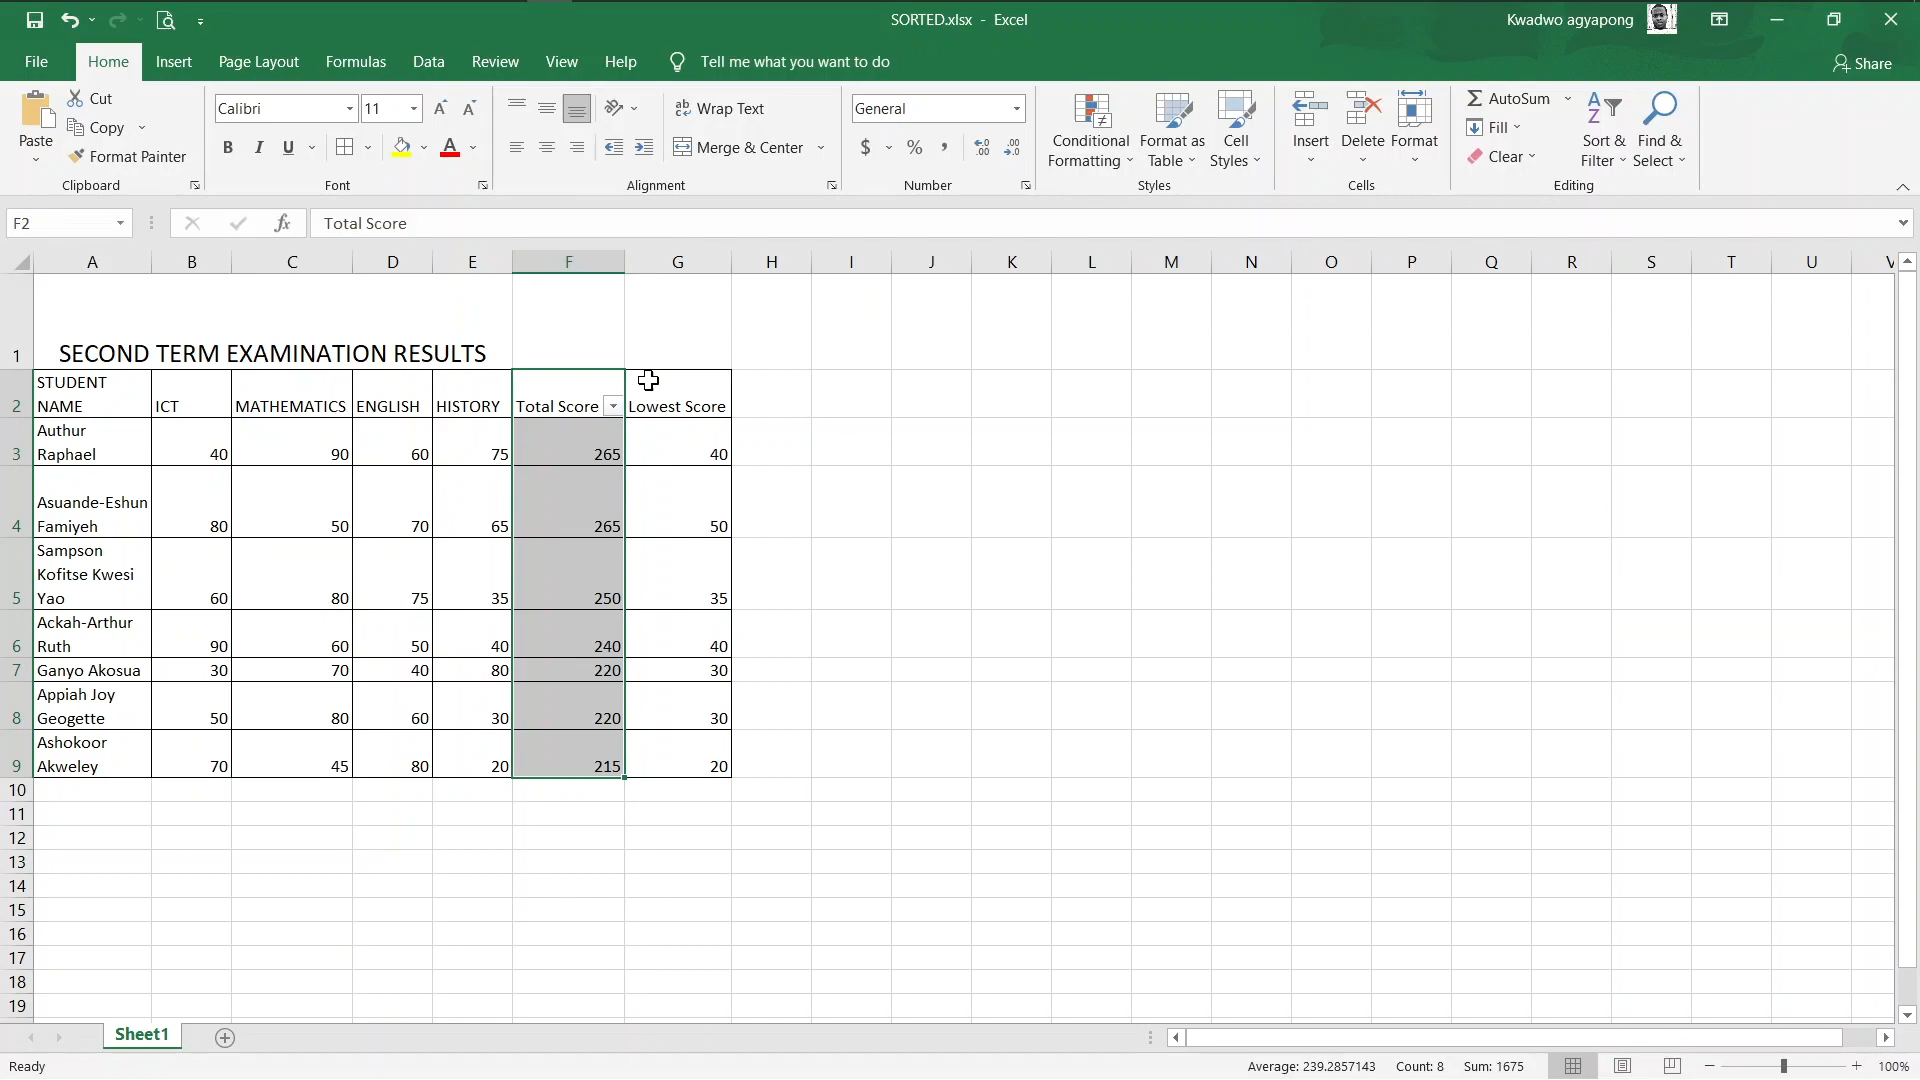 SORTED.xlsx - Excel
Kwadwo agyapong
File Home Insert Page Layout Formulas Data Review View Help Tell me what you want to do
Share
Paste
Cut
Copy
Format Painter
Clipboard
Calibri 11
B I U
Font
Wrap Text
Merge & Center
Alignment
General
$ % ,
Number
Conditional
Formatting
Format as
Table
Cell
Styles
Styles
Insert
Delete
Format
Cells
AutoSum
Fill
Clear
Sort &
Filter
Find &
Select
Editing
F2 fx Total Score
A B C D E F G H I J K L M N O P Q R S T U V
1 SECOND TERM EXAMINATION RESULTS
STUDENT
2 NAME ICT MATHEMATICS ENGLISH HISTORY Total Score Lowest Score
Authur
3 Raphael 40 90 60 75 265 40
Asuande-Eshun
4 Famiyeh 80 50 70 65 265 50
Sampson
Kofitse Kwesi
5 Yao 60 80 75 35 250 35
Ackah-Arthur
6 Ruth 90 60 50 40 240 40
7 Ganyo Akosua 30 70 40 80 220 30
Appiah Joy
8 Geogette 50 80 60 30 220 30
Ashokoor
9 Akweley 70 45 80 20 215 20
10
11
12
13
14
15
16
17
18
19
Sheet1
Ready
Average: 239.2857143 Count: 8 Sum: 1675 100%